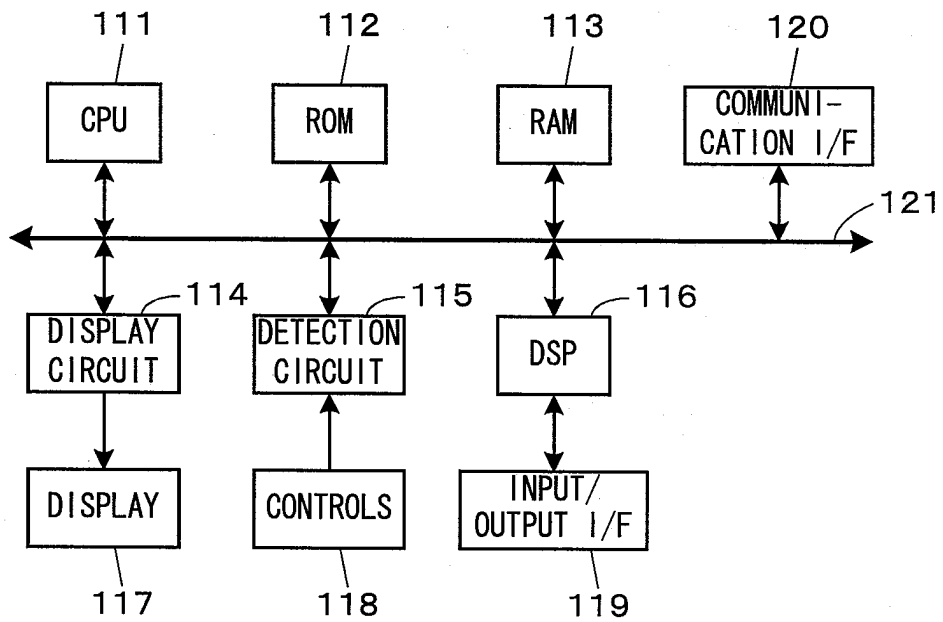 111
112
113
120
CPU
ROM
RAM
COMMUNI-
CATION I/F
121
114
115
116
DISPLAY
CIRCUIT
DETECTION
CIRCUIT
DSP
DISPLAY
CONTROLS
INPUT/
OUTPUT I/F
117
118
119